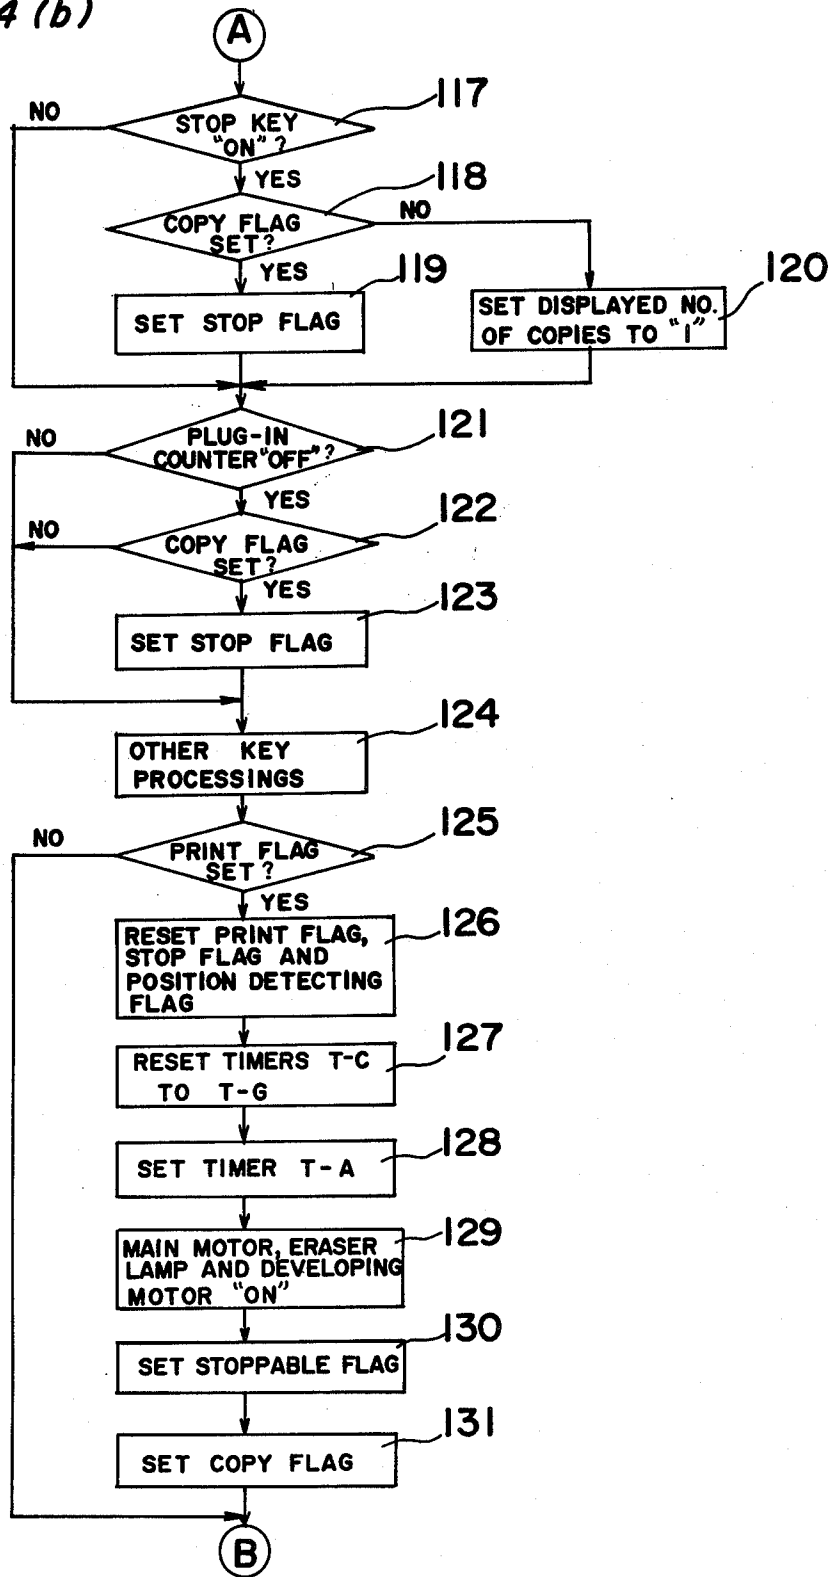 4 (b)
A
117
NO
STOP KEY
"ON"?
YES
118
COPY FLAG
SET?
NO
YES
119
SET STOP FLAG
120
SET DISPLAYED NO.
OF COPIES TO "1"
121
NO
PLUG-IN
COUNTER "OFF"?
YES
122
NO
COPY FLAG
SET?
YES
123
SET STOP FLAG
124
OTHER KEY
PROCESSINGS
125
NO
PRINT FLAG
SET?
YES
126
RESET PRINT FLAG,
STOP FLAG AND
POSITION DETECTING
FLAG
127
RESET TIMERS T-C
TO T-G
128
SET TIMER T-A
129
MAIN MOTOR, ERASER
LAMP AND DEVELOPING
MOTOR "ON"
130
SET STOPPABLE FLAG
131
SET COPY FLAG
B